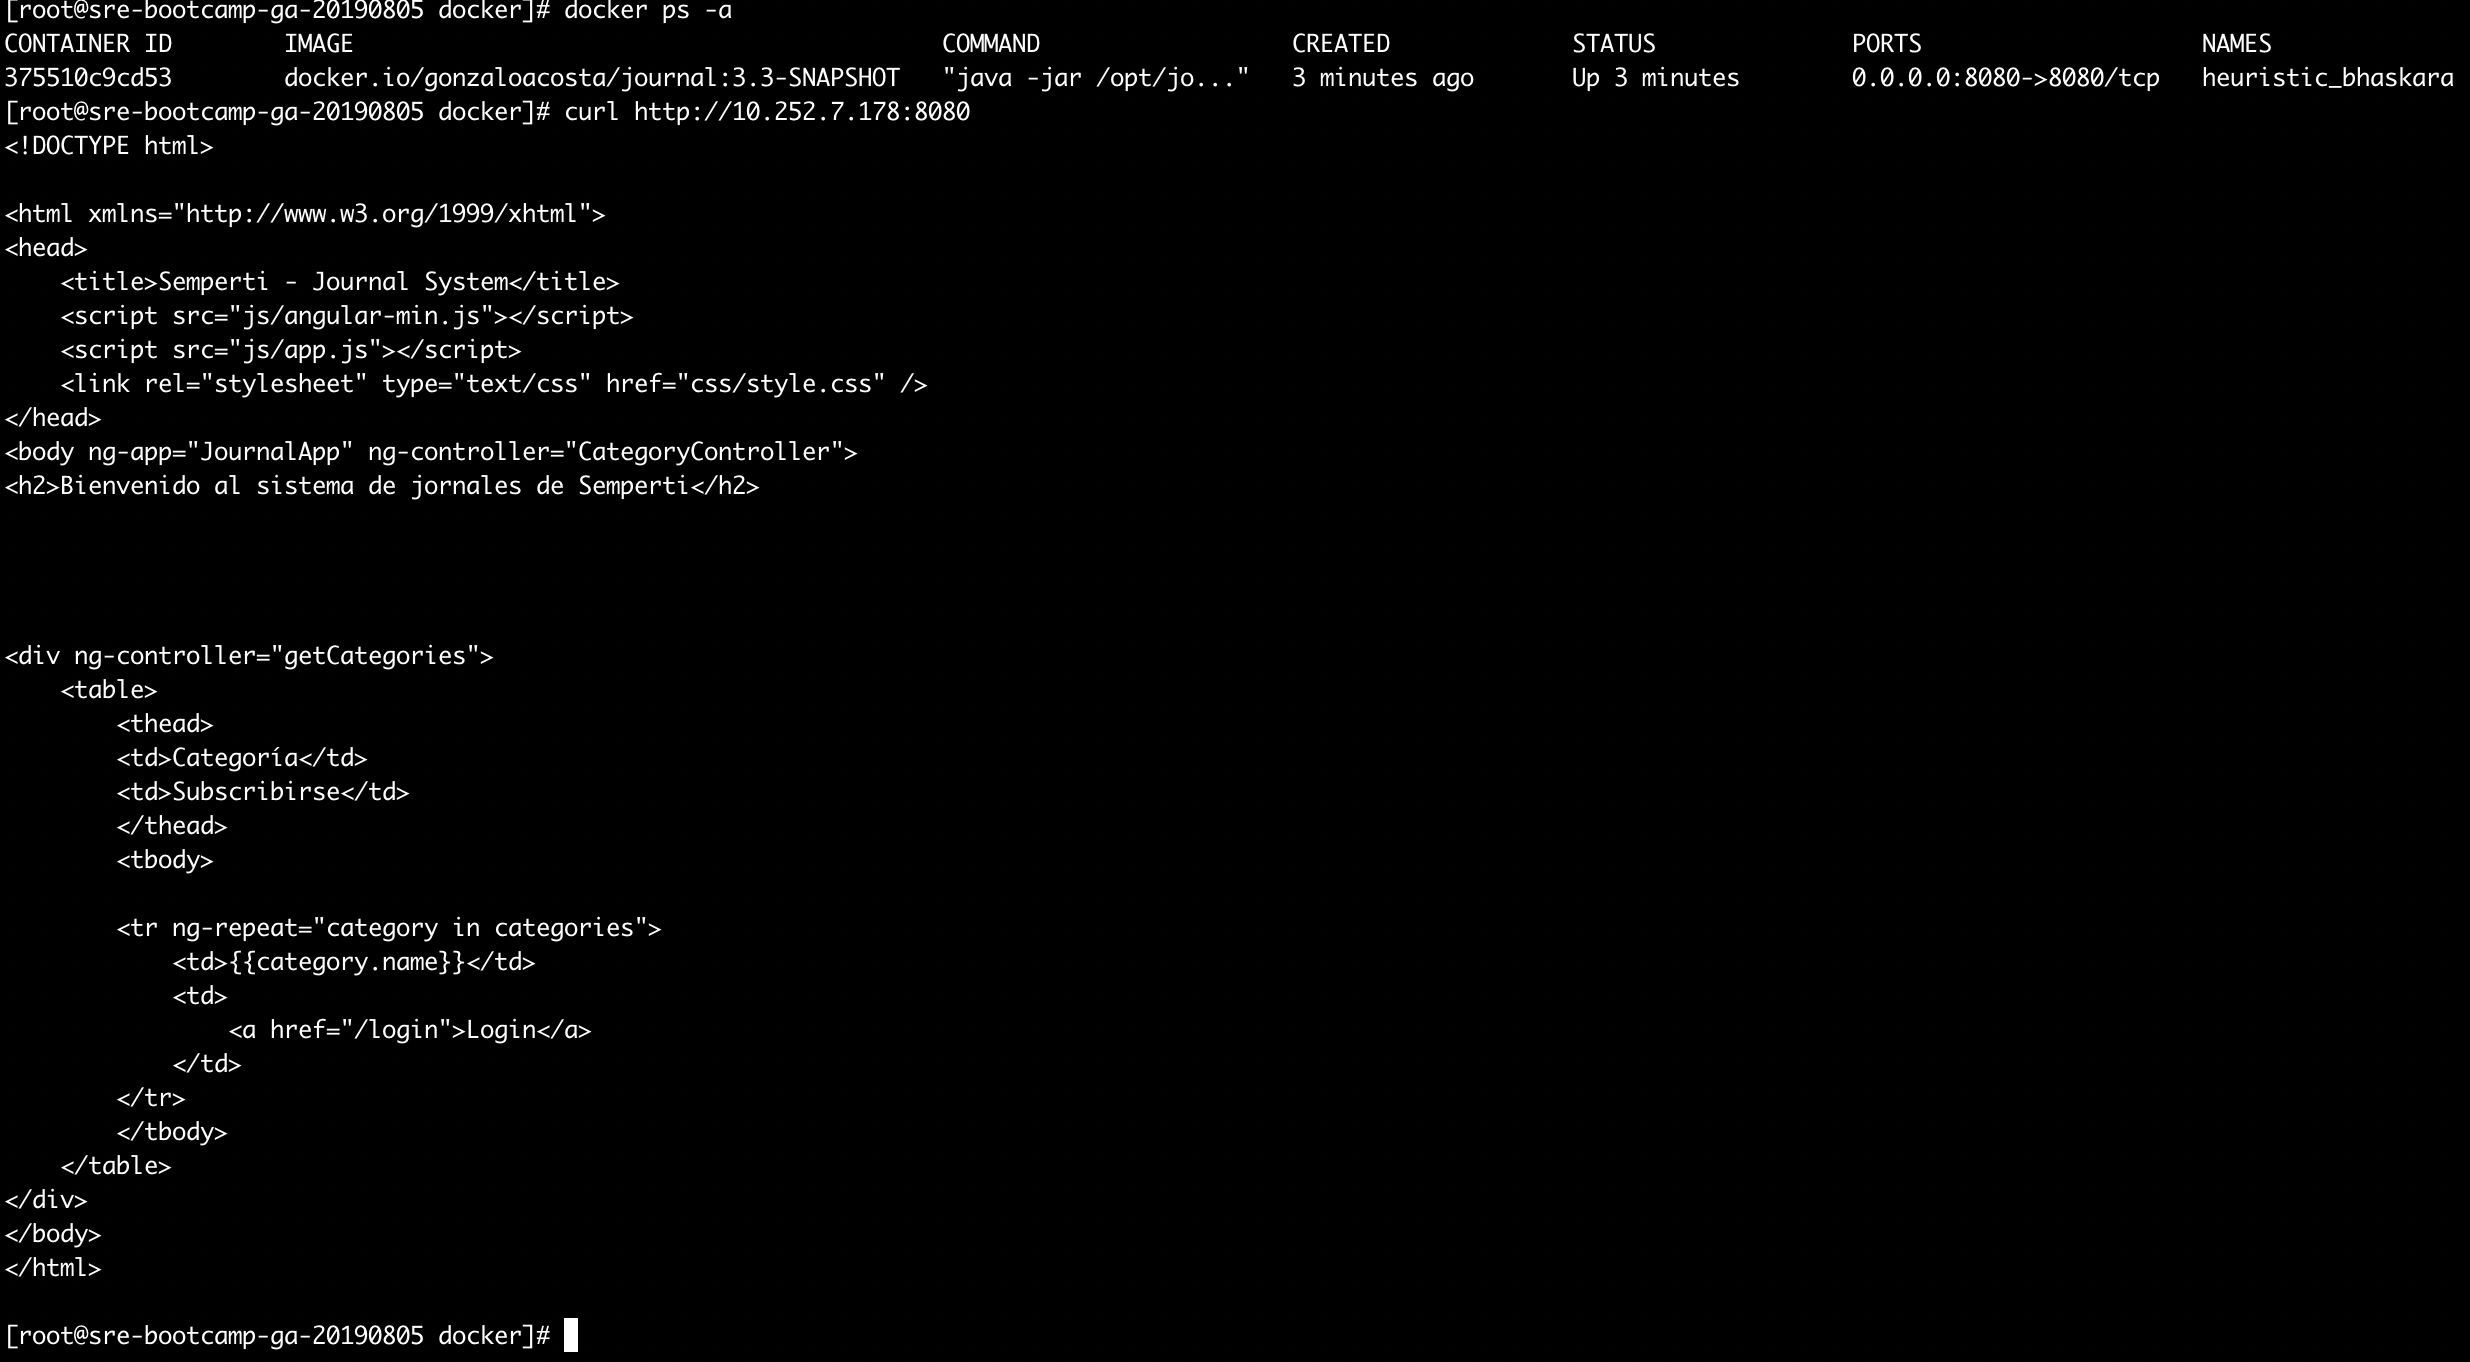 [root@sre-bootcamp-ga-20190805 docker]# docker ps -a
CONTAINER ID        IMAGE                                          COMMAND                  CREATED             STATUS              PORTS                    NAMES
375510c9cd53        docker.io/gonzaloacosta/journal:3.3-SNAPSHOT   "java -jar /opt/jo..."   3 minutes ago       Up 3 minutes        0.0.0.0:8080->8080/tcp   heuristic_bhaskara
[root@sre-bootcamp-ga-20190805 docker]# curl http://10.252.7.178:8080
<!DOCTYPE html>

<html xmlns="http://www.w3.org/1999/xhtml">
<head>
    <title>Semperti - Journal System</title>
    <script src="js/angular-min.js"></script>
    <script src="js/app.js"></script>
    <link rel="stylesheet" type="text/css" href="css/style.css" />
</head>
<body ng-app="JournalApp" ng-controller="CategoryController">
<h2>Bienvenido al sistema de jornales de Semperti</h2>

<div ng-controller="getCategories">
    <table>
        <thead>
        <td>Categoría</td>
        <td>Subscribirse</td>
        </thead>
        <tbody>

        <tr ng-repeat="category in categories">
            <td>{{category.name}}</td>
            <td>
                <a href="/login">Login</a>
            </td>
        </tr>
        </tbody>
    </table>
</div>
</body>
</html>

[root@sre-bootcamp-ga-20190805 docker]#